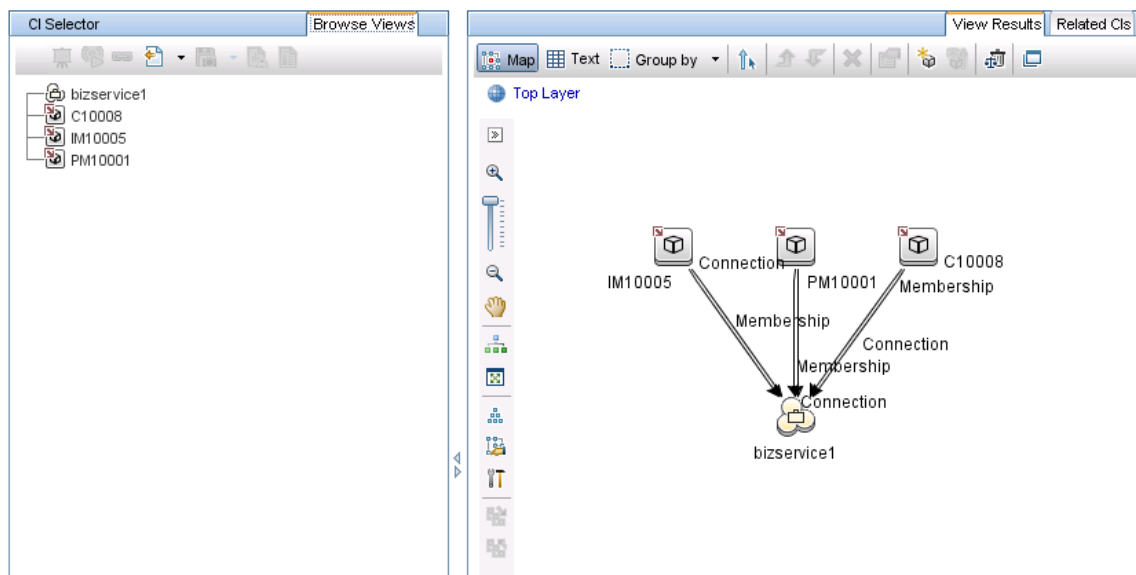 CI Selector
Browse Views
bizservice1
C10008
IM10005
PM10001
View Results
Related CIs
Map
Text
Group by
Top Layer
Connection
C10008
IM10005
PM10001
Membership
Membership
Connection
Membership
Connection
bizservice1